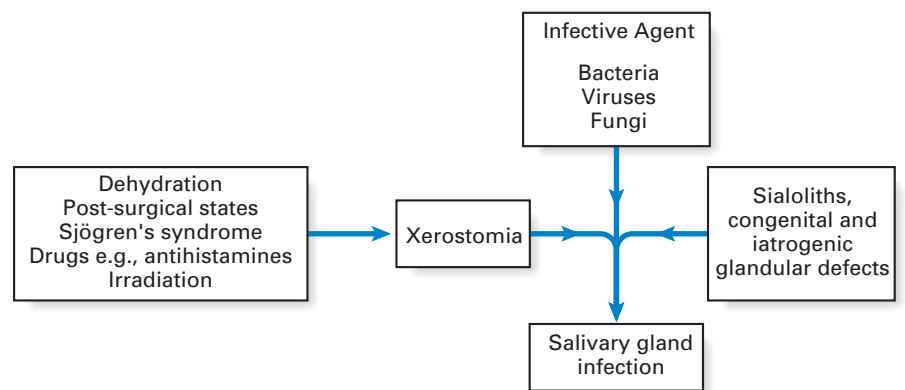 Infective Agent
Bacteria
Viruses
Fungi
Dehydration
Post-surgical states
Sjögren's syndrome
Drugs e.g., antihistamines
Irradiation
Xerostomia
Sialoliths,
congenital and
iatrogenic
glandular defects
Salivary gland
infection